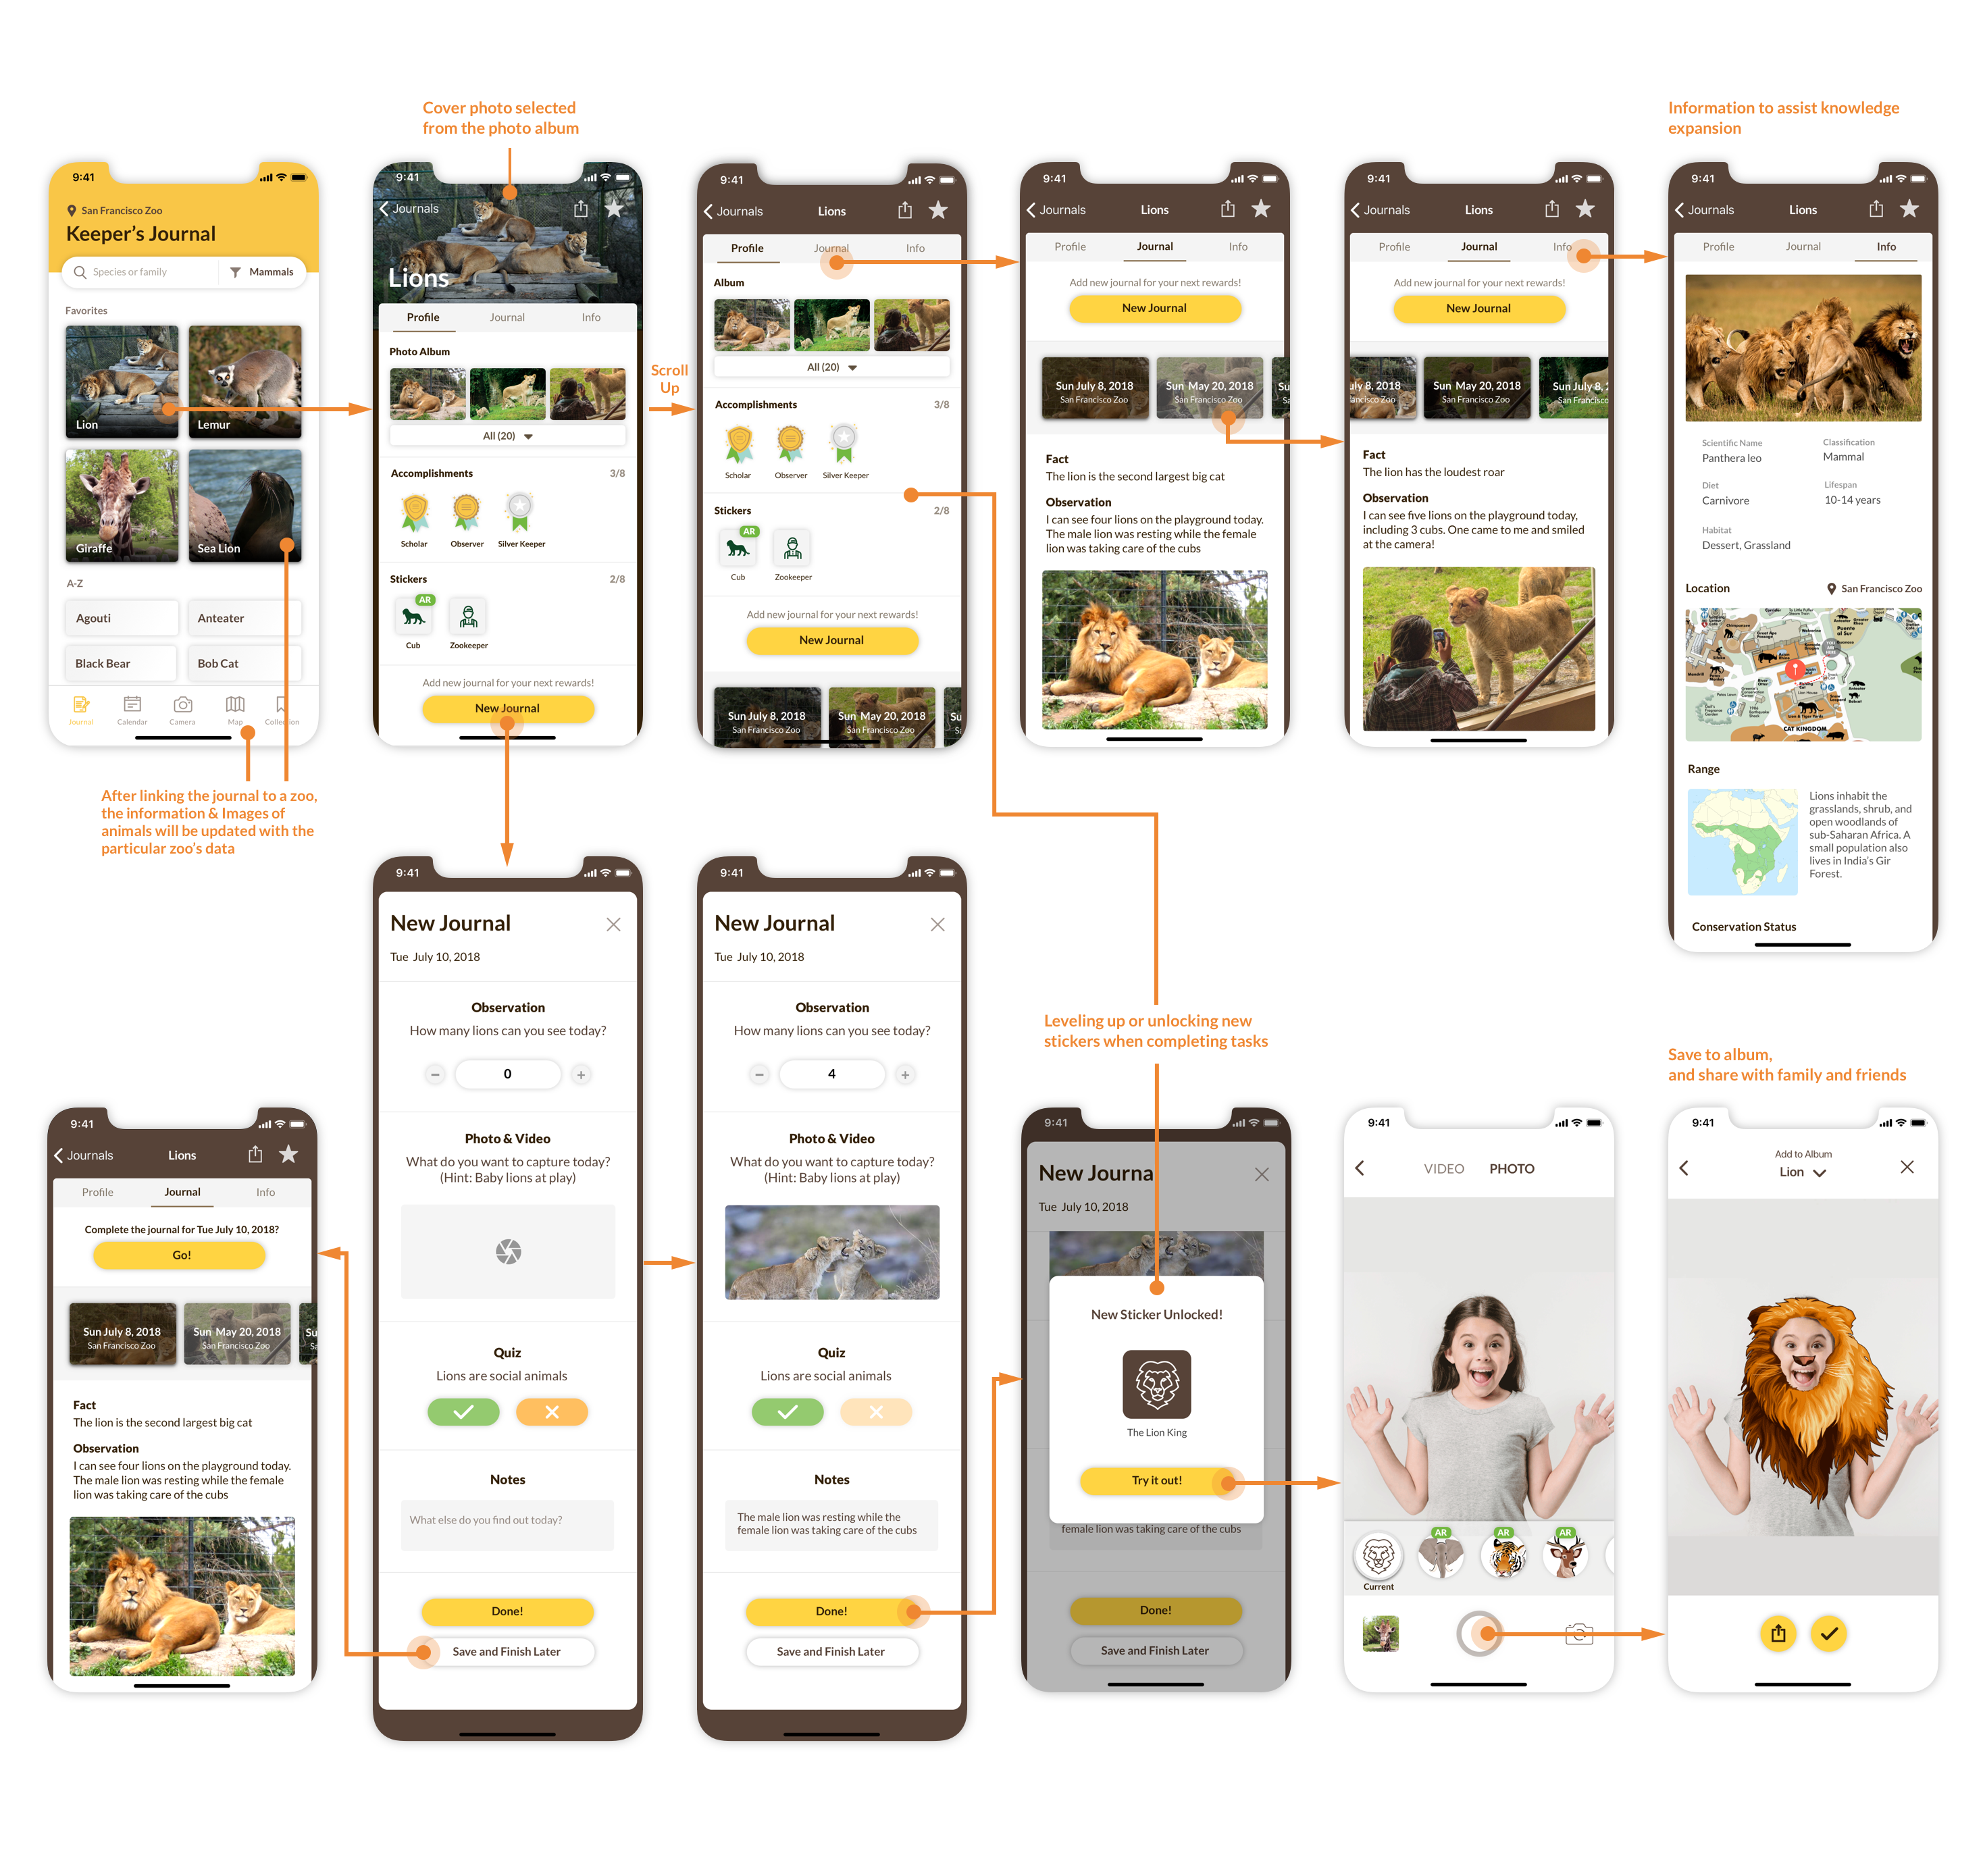 Cover photo selected
from the photo album
Information to assist knowledge
expansion
9:41
San Francisco Zoo
Keeper's Journal
Species or family
Mammals
Favorites
Lion
Lemur
Giraffe
Sea Lion
A-Z
Agouti
Anteater
Black Bear
Bob Cat
Journal
Calendar
Camera
Map
Collection
After linking the journal to a zoo,
the information & Images of
animals will be updated with the
particular zoo's data
9:41
Journals
Lions
Profile
Journal
Info
Photo Album
All (20)
Accomplishments
3/8
Scholar
Observer
Silver Keeper
Stickers
2/8
AR
Cub
Zookeeper
Add new journal for your next rewards!
New Journal
Scroll
Up
9:41
Journals
Lions
Profile
Journal
Info
Album
All (20)
Accomplishments
3/8
Scholar
Observer
Silver Keeper
Stickers
2/8
AR
Cub
Zookeeper
Add new journal for your next rewards!
New Journal
Sun July 8, 2018
San Francisco Zoo
Sun May 20, 2018
San Francisco Zoo
Su
Sa
9:41
Journals
Lions
Profile
Journal
Info
Add new journal for your next rewards!
New Journal
Sun July 8, 2018
San Francisco Zoo
Sun May 20, 2018
San Francisco Zoo
Su
Sa
Fact
The lion is the second largest big cat
Observation
I can see four lions on the playground today.
The male lion was resting while the female
lion was taking care of the cubs
9:41
Journals
Lions
Profile
Journal
Info
Add new journal for your next rewards!
New Journal
uly 8, 2018
ancisco Zoo
Sun May 20, 2018
San Francisco Zoo
Sun July 8, 2
San Francisc
Fact
The lion has the loudest roar
Observation
I can see five lions on the playground today,
including 3 cubs. One came to me and smiled
at the camera!
9:41
Journals
Lions
Profile
Journal
Info
Scientific Name
Panthera leo
Classification
Mammal
Diet
Carnivore
Lifespan
10-14 years
Habitat
Dessert, Grassland
Location
San Francisco Zoo
Puente
al Sur
CAT KINGDOM
Range
Lions inhabit the
grasslands, shrub, and
open woodlands of
sub-Saharan Africa. A
small population also
lives in India's Gir
Forest.
Conservation Status
9:41
Journals
Lions
Profile
Journal
Info
Complete the journal for Tue July 10, 2018?
Go!
Sun July 8, 2018
San Francisco Zoo
Sun May 20, 2018
San Francisco Zoo
Su
Sa
Fact
The lion is the second largest big cat
Observation
I can see four lions on the playground today.
The male lion was resting while the female
lion was taking care of the cubs
9:41
New Journal
Tue July 10, 2018
Observation
How many lions can you see today?
0
Photo & Video
What do you want to capture today?
(Hint: Baby lions at play)
Quiz
Lions are social animals
Notes
What else do you find out today?
Done!
Save and Finish Later
9:41
New Journal
Tue July 10, 2018
Observation
How many lions can you see today?
4
Photo & Video
What do you want to capture today?
(Hint: Baby lions at play)
Quiz
Lions are social animals
Notes
The male lion was resting while the
female lion was taking care of the cubs
Done!
Save and Finish Later
Leveling up or unlocking new
stickers when completing tasks
9:41
New Journa
Tue July 10, 2018
New Sticker Unlocked!
The Lion King
Try it out!
female lion was taking care of the cubs
Done!
Save and Finish Later
9:41
VIDEO
PHOTO
AR
AR
AR
Current
Save to album,
and share with family and friends
9:41
Add to Album
Lion